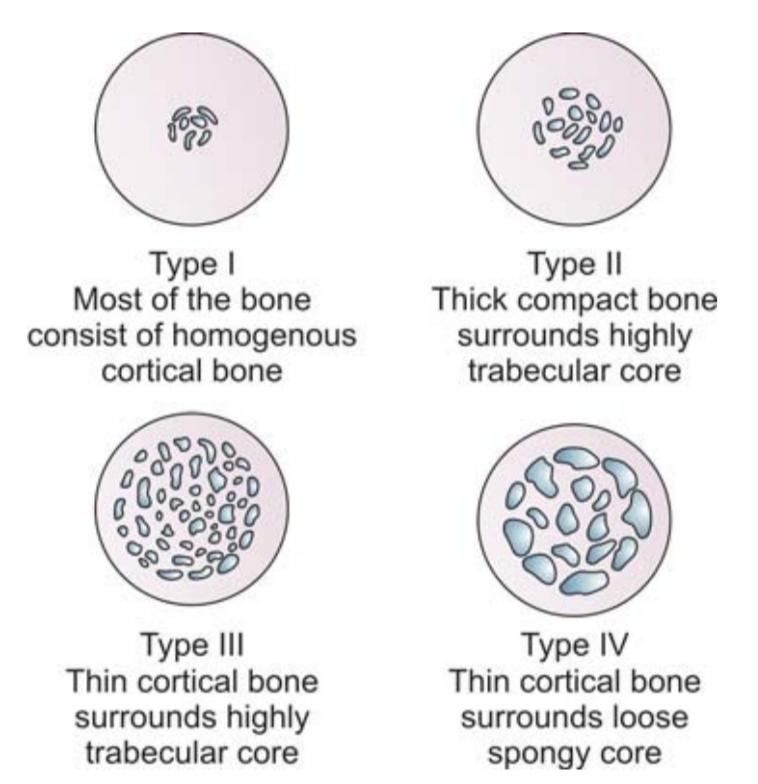 Type I
Most of the bone
consist of homogenous
cortical bone
Type II
Thick compact bone
surrounds highly
trabecular core
Type III
Thin cortical bone
surrounds highly
trabecular core
Type IV
Thin cortical bone
surrounds loose
spongy core